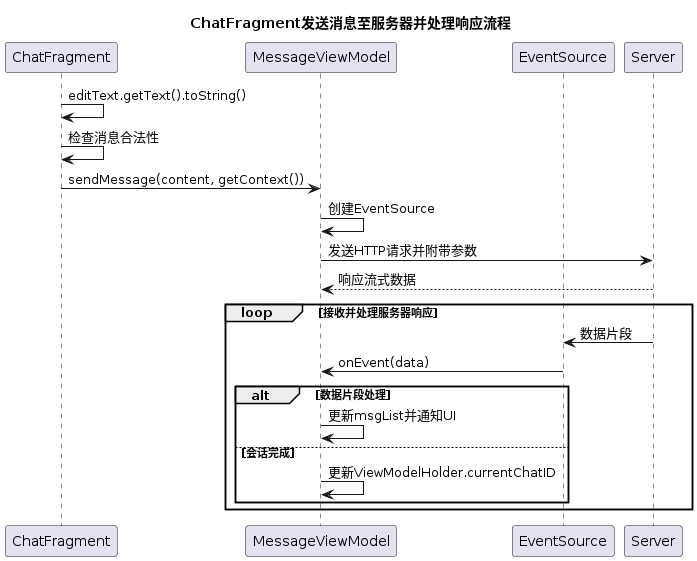 ChatFragment发送消息至服务器并处理响应流程
ChatFragment MessageViewModel EventSource Server
editText.getText().toString()
检查消息合法性
sendMessage(content, getContext())
创建EventSource
发送HTTP请求并附带参数
响应流式数据
loop [接收并处理服务器响应]
数据片段
onEvent(data)
alt [数据片段处理]
更新msgList并通知UI
[会话完成]
更新ViewModelHolder.currentChatID
ChatFragment MessageViewModel EventSource Server